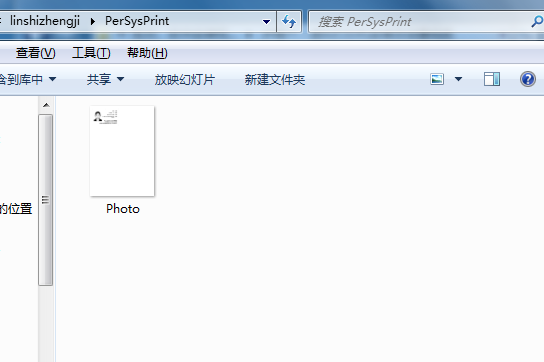 linshizhengji ▸ PerSysPrint 搜索 PerSysPrint
查看(V) 工具(T) 帮助(H)
含到库中 共享 放映幻灯片 新建文件夹
Photo
的位置